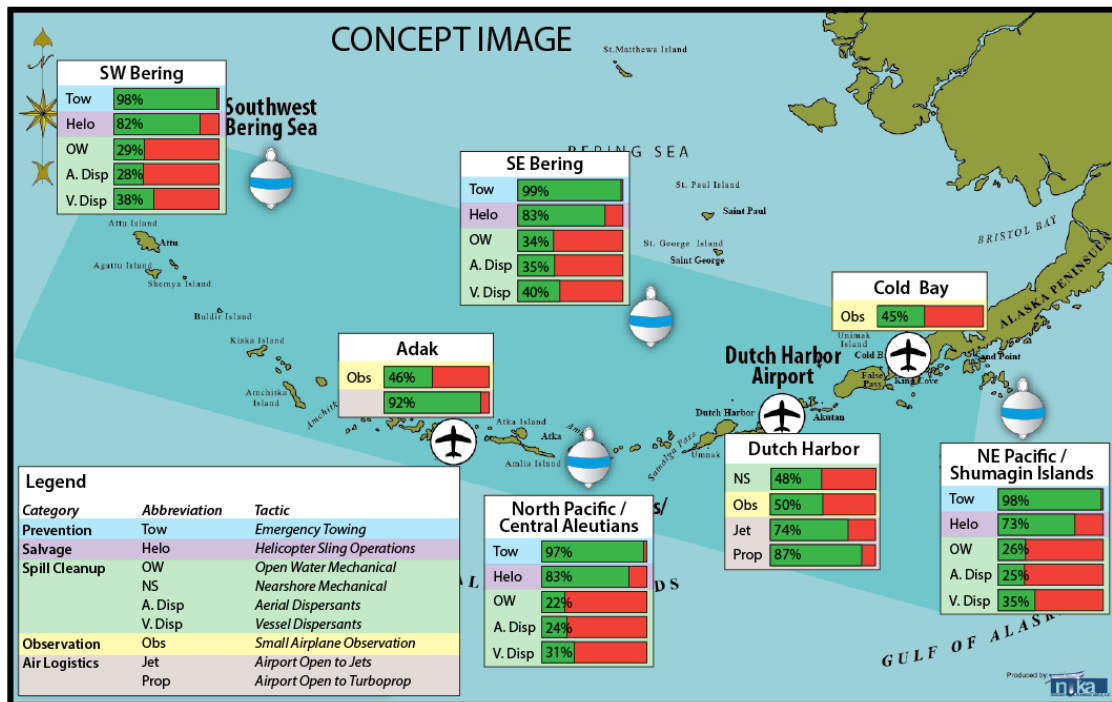 CONCEPT IMAGE
St.Matthews Island
SW Bering
Tow 98%
Helo 82%
OW 29%
A. Disp 28%
V. Disp 38%
Southwest
Bering Sea
BERING SEA
SE Bering
Tow 99%
Helo 83%
OW 34%
A. Disp 35%
V. Disp 40%
St. Paul Island
Saint Paul
St. George Island
Saint George
BRISTOL BAY
ALASKA PENINSULA
Attu Island
Attu
Agattu Island
Shemya Island
Buldir Island
Kiska Island
Amchitka
Island
Cold Bay
Obs 45%
Unimak
Island
Cold B
Sand Point
King Cove
False
Pass
Adak
Obs 46%
92%
Dutch Harbor
Airport
Dutch Harbor
Akutan
Umnak
Samalga Pass
Atka Island
Atka
Amlia Island
Dutch Harbor
NS 48%
Obs 50%
Jet 74%
Prop 87%
NE Pacific /
Shumagin Islands
Tow 98%
Helo 73%
OW 26%
A. Disp 25%
V. Disp 35%
North Pacific /
Central Aleutians
Tow 97%
Helo 83%
OW 22%
A. Disp 24%
V. Disp 31%
Legend
Category Abbreviation Tactic
Prevention Tow Emergency Towing
Salvage Helo Helicopter Sling Operations
Spill Cleanup OW Open Water Mechanical
NS Nearshore Mechanical
A. Disp Aerial Dispersants
V. Disp Vessel Dispersants
Observation Obs Small Airplane Observation
Air Logistics Jet Airport Open to Jets
Prop Airport Open to Turboprop
GULF OF ALASK
Produced by:
nuka